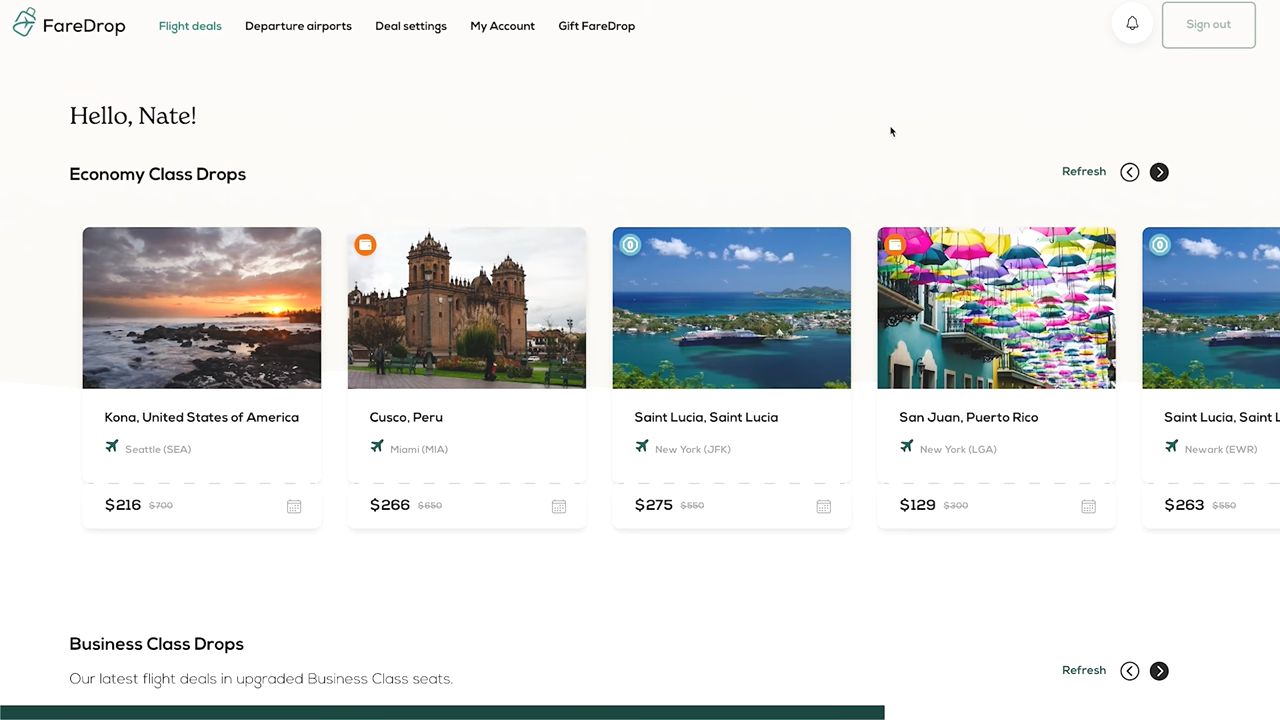 FareDrop
Flight deals
Departure airports
Deal settings
My Account
Gift FareDrop
Sign out
Hello, Nate!
Economy Class Drops
Refresh
Kona, United States of America
Seattle (SEA)
$216 $700
Cusco, Peru
Miami (MIA)
$266 $650
Saint Lucia, Saint Lucia
New York (JFK)
$275 $550
San Juan, Puerto Rico
New York (LGA)
$129 $300
Saint Lucia, Saint L
Newark (EWR)
$263 $550
Business Class Drops
Our latest flight deals in upgraded Business Class seats.
Refresh